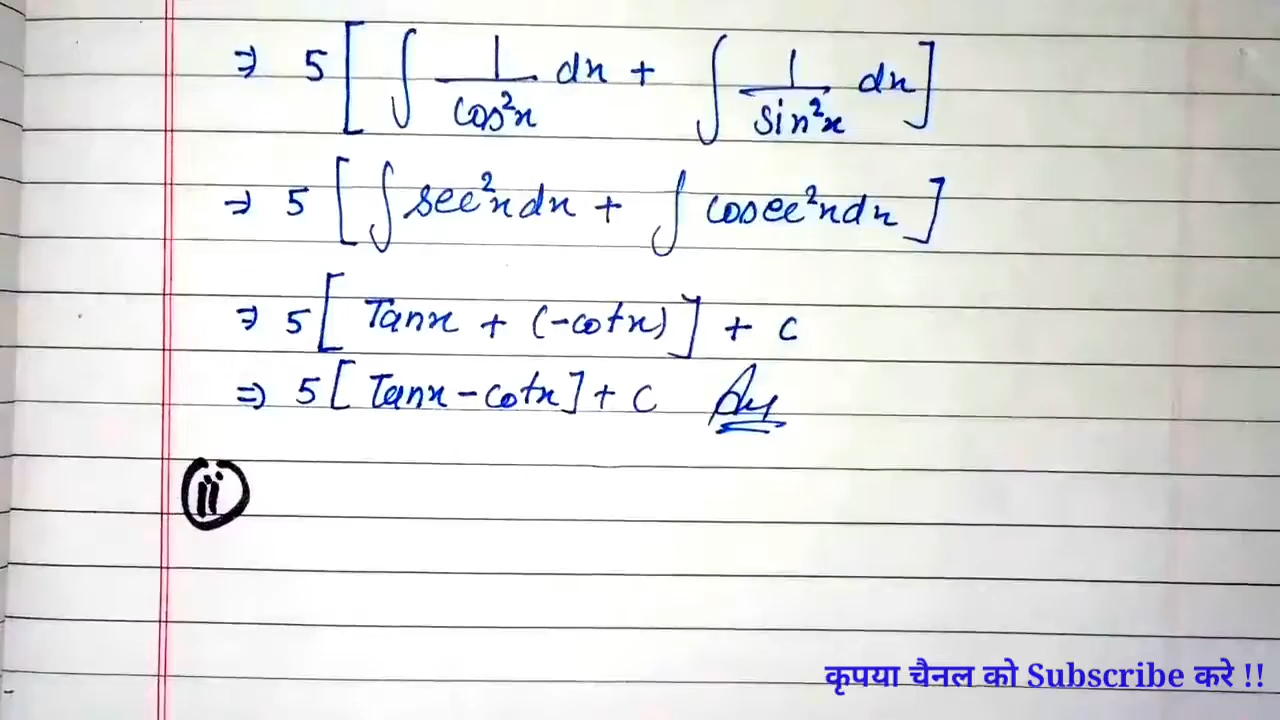 ⇒ 5 [ ∫ 1/cos²x dx + ∫ 1/sin²x dx ]
⇒ 5 [ ∫ sec²x dx + ∫ cosec²x dx ]
⇒ 5 [ Tanx + (-cotx) ] + c
⇒ 5 [ Tanx - cotx ] + c Ans
(ii)
कृपया चैनल को Subscribe करे !!